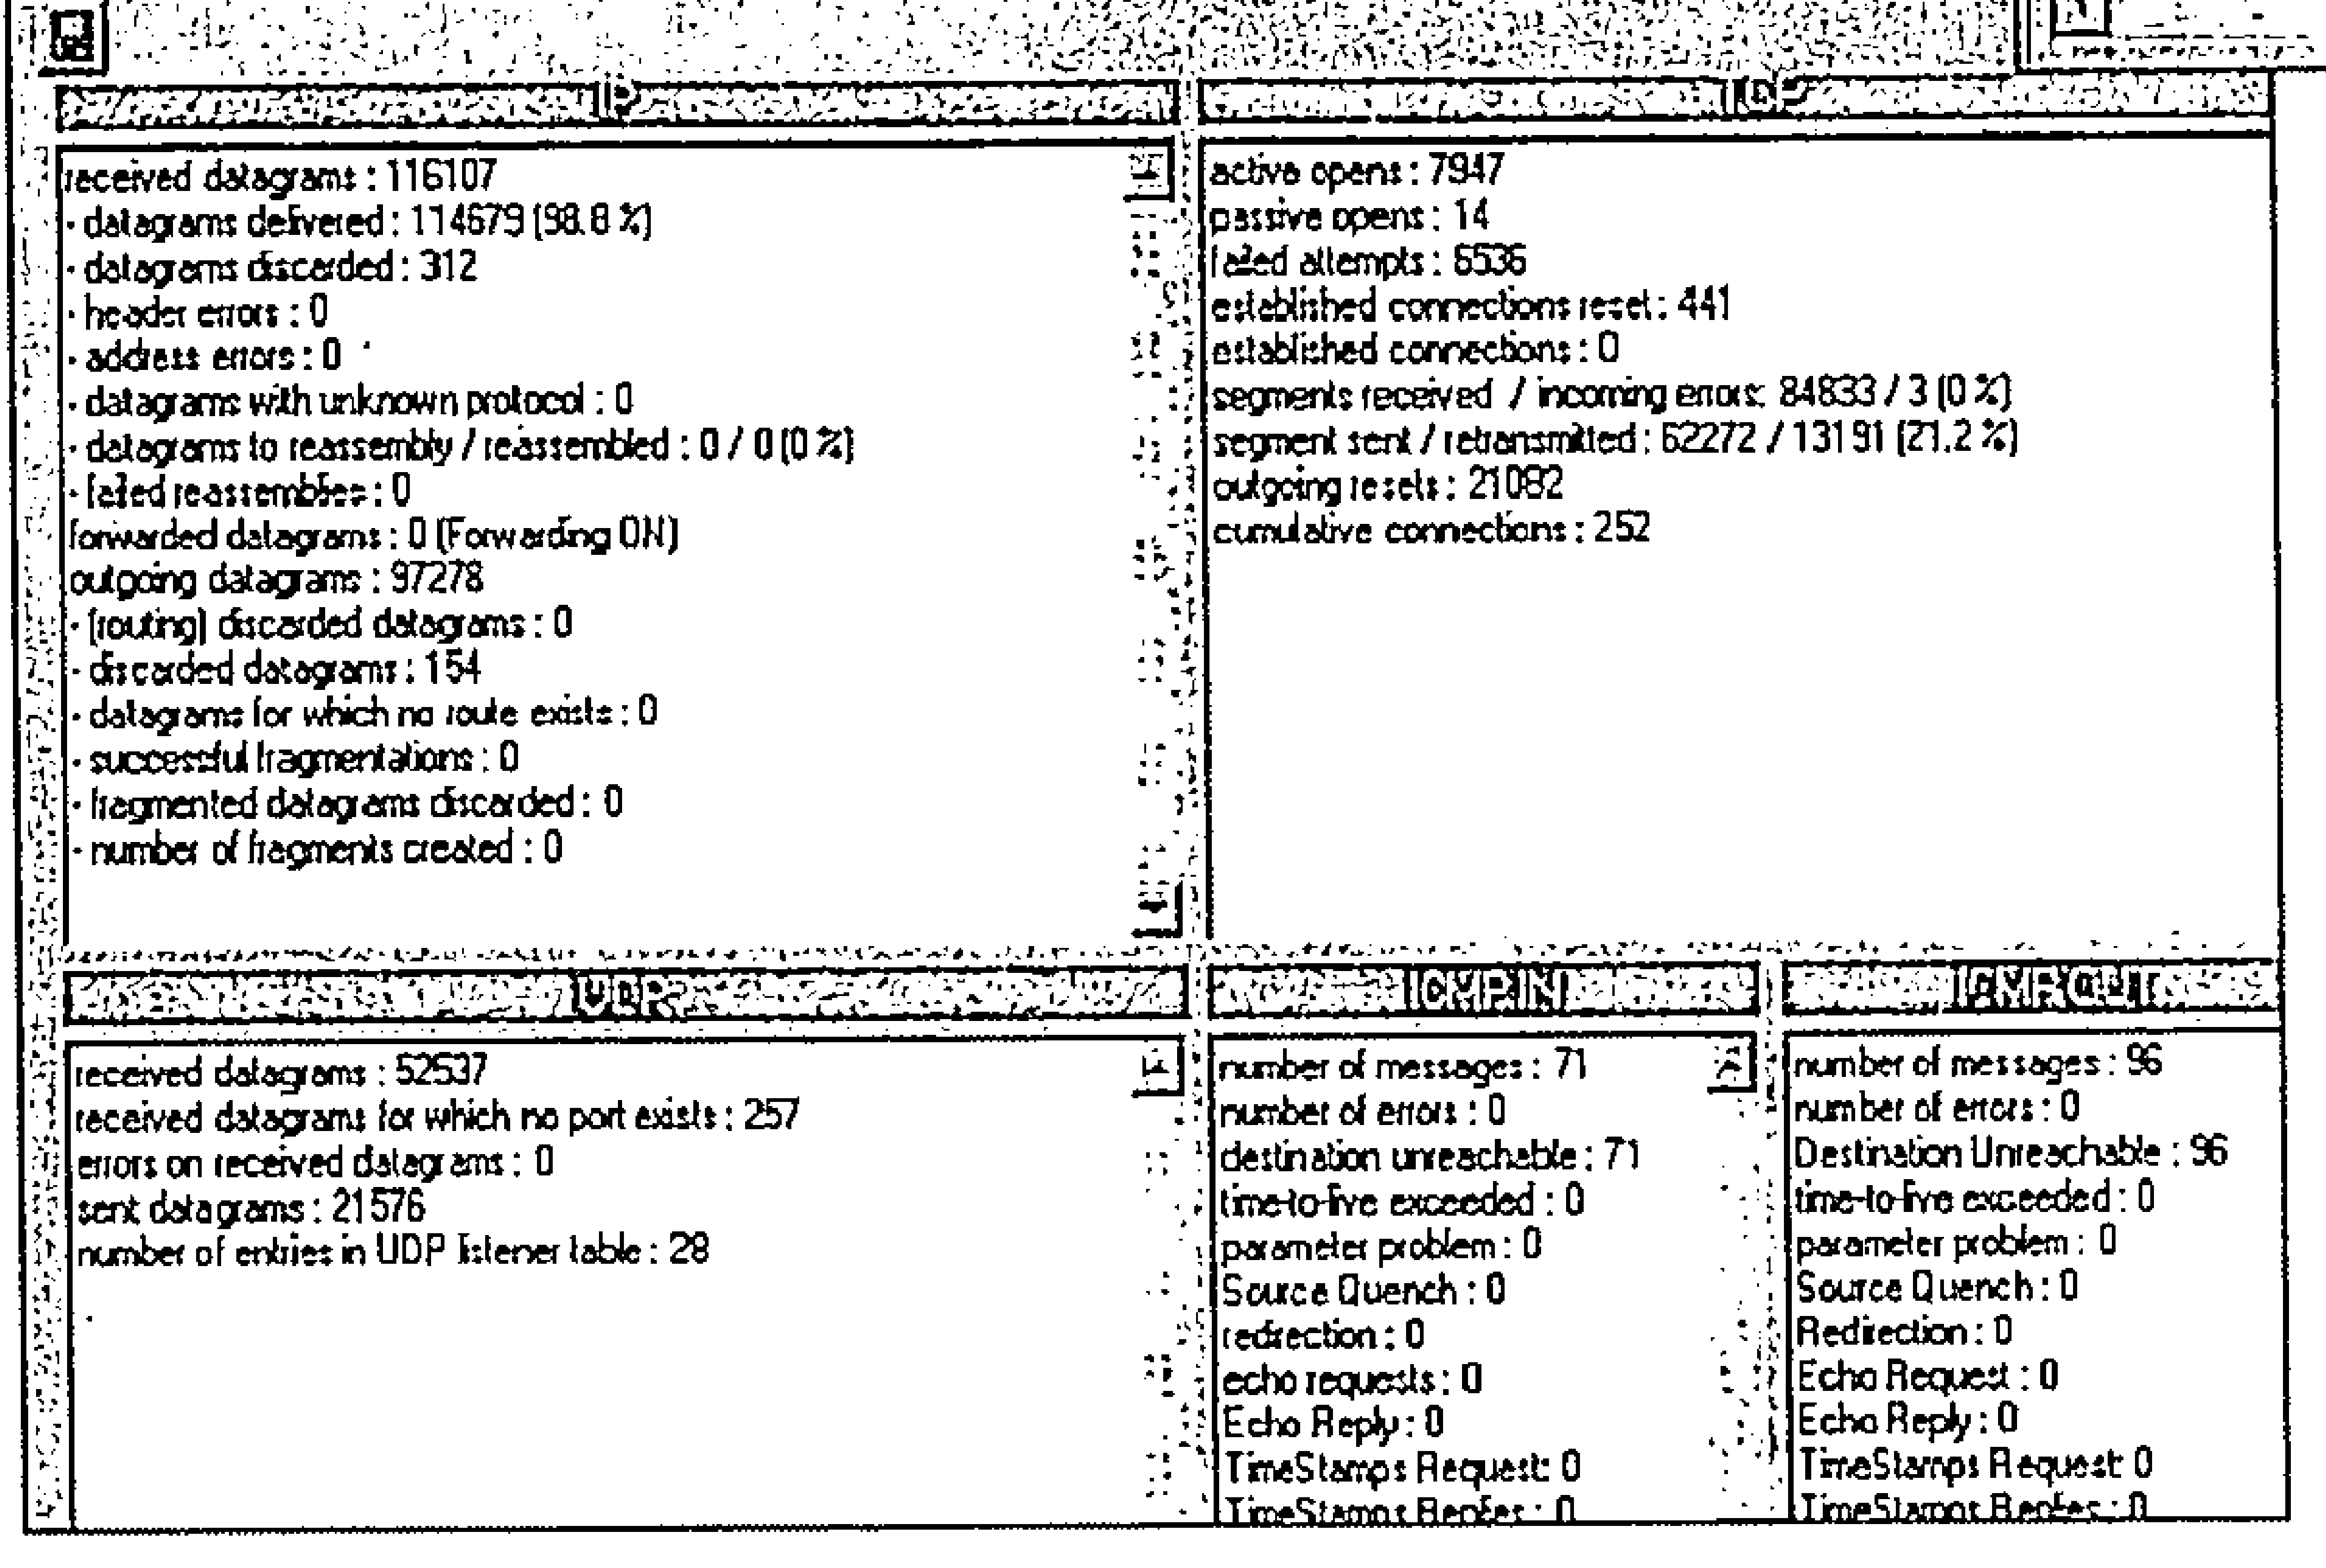 IP
received datagrams : 116107
- datagrams delivered : 114679 (98.8 %)
- datagrams discarded : 312
- header errors : 0
- address errors : 0
- datagrams with unknown protocol : 0
- datagrams to reassembly / reassembled : 0 / 0 (0 %)
- failed reassemblies : 0
forwarded datagrams : 0 (Forwarding ON)
outgoing datagrams : 97278
- (routing) discarded datagrams : 0
- discarded datagrams : 154
- datagrams for which no route exists : 0
- successful fragmentations : 0
- fragmented datagrams discarded : 0
- number of fragments created : 0
TCP
active opens : 7947
passive opens : 14
failed attempts : 6536
established connections reset : 441
established connections : 0
segments received / incoming errors: 84833 / 3 (0 %)
segment sent / retransmitted : 62272 / 13191 (21.2 %)
outgoing resets : 21082
cumulative connections : 252
UDP
received datagrams : 52537
received datagrams for which no port exists : 257
errors on received datagrams : 0
sent datagrams : 21576
number of entries in UDP listener table : 28
ICMP IN
number of messages : 71
number of errors : 0
destination unreachable : 71
time-to-live exceeded : 0
parameter problem : 0
Source Quench : 0
redirection : 0
echo requests : 0
Echo Reply : 0
TimeStamps Request: 0
TimeStamps Replies : 0
ICMP OUT
number of messages : 96
number of errors : 0
Destination Unreachable : 96
time-to-live exceeded : 0
parameter problem : 0
Source Quench : 0
Redirection : 0
Echo Request : 0
Echo Reply : 0
TimeStamps Request: 0
TimeStamps Replies : 0